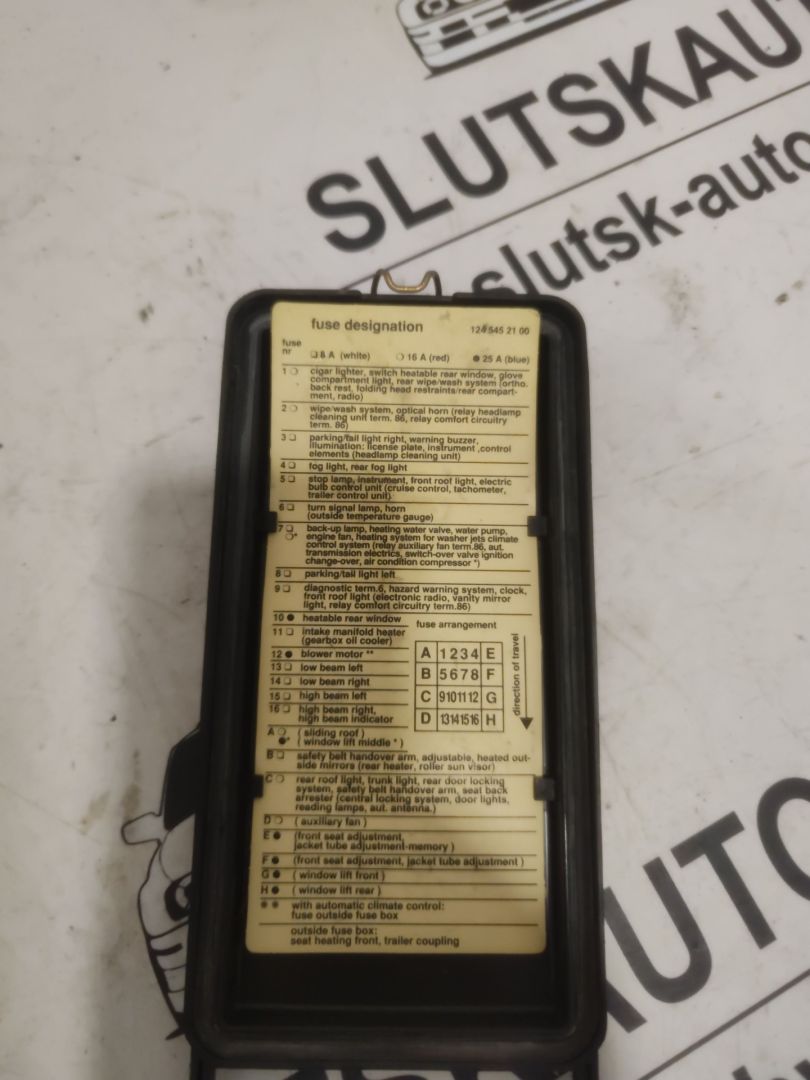 SLUTSKAU
slutsk-auto
fuse designation 124 545 21 00
fuse
nr ❑ 8 A (white) ❍ 16 A (red) ● 25 A (blue)
1 ❍ cigar lighter, switch heatable rear window, glove
compartment light, rear wipe/wash system (ortho.
back rest, folding head restraints/rear compart-
ment, radio)
2 ❍ wipe/wash system, optical horn (relay headlamp
cleaning unit term. 86, relay comfort circuitry
term. 86)
3 ❑ parking/tail light right, warning buzzer,
illumination: license plate, instrument ,control
elements (headlamp cleaning unit)
4 ❑ fog light, rear fog light
5 ❑ stop lamp, instrument, front roof light, electric
bulb control unit (cruise control, tachometer,
trailer control unit)
6 ❑ turn signal lamp, horn
(outside temperature gauge)
7 ❑ back-up lamp, heating water valve, water pump,
❍* engine fan, heating system for washer jets climate
control system (relay auxiliary fan term.86, aut.
transmission electrics, switch-over valve ignition
change-over, air condition compressor *)
8 ❑ parking/tail light left
9 ❑ diagnostic term.6, hazard warning system, clock,
front roof light (electronic radio, vanity mirror
light, relay comfort circuitry term.86)
10 ● heatable rear window
11 ❑ intake manifold heater
(gearbox oil cooler)
12 ● blower motor **
13 ❑ low beam left
14 ❑ low beam right
15 ❑ high beam left
16 ❑ high beam right,
high beam indicator
fuse arrangement
A 1 2 3 4 E
B 5 6 7 8 F
C 9 10 11 12 G
D 13 14 15 16 H
direction of travel
A ❍ ( sliding roof )
●* ( window lift middle * )
B ❑ safety belt handover arm, adjustable, heated out-
side mirrors (rear heater, roller sun visor)
C ❍ rear roof light, trunk light, rear door locking
system, safety belt handover arm, seat back
arrester (central locking system, door lights,
reading lamps, aut. antenna.)
D ❍ ( auxiliary fan )
E ● (front seat adjustment,
jacket tube adjustment-memory )
F ● (front seat adjustment, jacket tube adjustment )
G ● ( window lift front )
H ● ( window lift rear )
* * with automatic climate control:
fuse outside fuse box
outside fuse box:
seat heating front, trailer coupling
AUTO